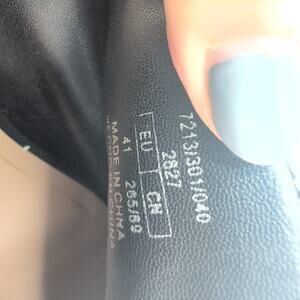 7213/301/040
2827
EU CN
41 265/89
MADE IN CHINA